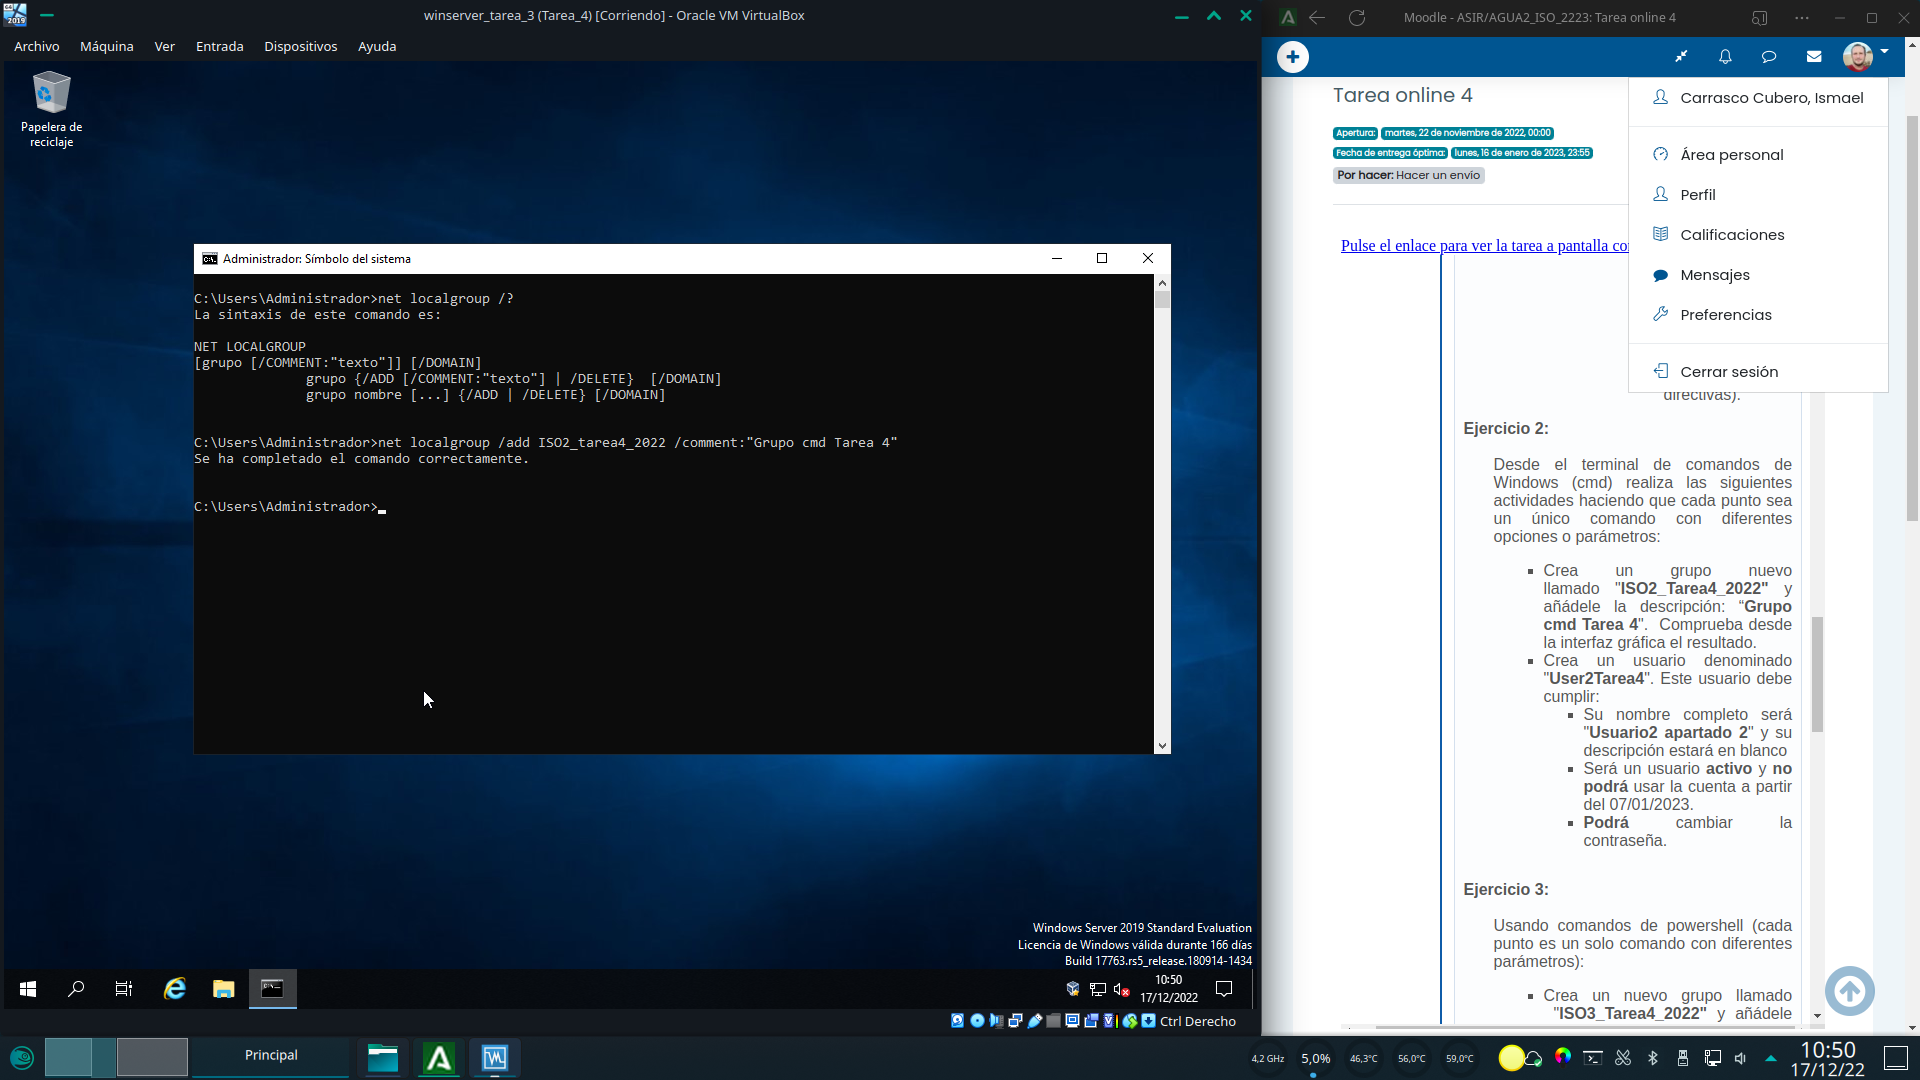 winserver_tarea_3 (Tarea_4) [Corriendo] - Oracle VM VirtualBox
Archivo Máquina Ver Entrada Dispositivos Ayuda
2019
Papelera de
reciclaje
Administrador: Símbolo del sistema
C:\Users\Administrador>net localgroup /?
La sintaxis de este comando es:
NET LOCALGROUP
[grupo [/COMMENT:"texto"]] [/DOMAIN]
grupo {/ADD [/COMMENT:"texto"] | /DELETE}  [/DOMAIN]
grupo nombre [...] {/ADD | /DELETE} [/DOMAIN]
C:\Users\Administrador>net localgroup /add ISO2_tarea4_2022 /comment:"Grupo cmd Tarea 4"
Se ha completado el comando correctamente.
C:\Users\Administrador>
Windows Server 2019 Standard Evaluation
Licencia de Windows válida durante 166 días
Build 17763.rs5_release.180914-1434
10:50
17/12/2022
Ctrl Derecho
Moodle - ASIR/AGUA2_ISO_2223: Tarea online 4
Tarea online 4
Apertura: martes, 22 de noviembre de 2022, 00:00
Fecha de entrega óptima: lunes, 16 de enero de 2023, 23:55
Por hacer: Hacer un envío
Pulse el enlace para ver la tarea a pantalla co
Carrasco Cubero, Ismael
Área personal
Perfil
Calificaciones
Mensajes
Preferencias
Cerrar sesión
directivas).
Ejercicio 2:
Desde el terminal de comandos de
Windows (cmd) realiza las siguientes
actividades haciendo que cada punto sea
un único comando con diferentes
opciones o parámetros:
Crea un grupo nuevo
llamado "ISO2_Tarea4_2022" y
añádele la descripción: “Grupo
cmd Tarea 4". Comprueba desde
la interfaz gráfica el resultado.
Crea un usuario denominado
"User2Tarea4". Este usuario debe
cumplir:
Su nombre completo será
"Usuario2 apartado 2" y su
descripción estará en blanco
Será un usuario activo y no
podrá usar la cuenta a partir
del 07/01/2023.
Podrá cambiar la
contraseña.
Ejercicio 3:
Usando comandos de powershell (cada
punto es un solo comando con diferentes
parámetros):
Crea un nuevo grupo llamado
"ISO3_Tarea4_2022" y añádele
Principal
4,2 GHz 5,0% 46,3°C 56,0°C 59,0°C
10:50
17/12/22